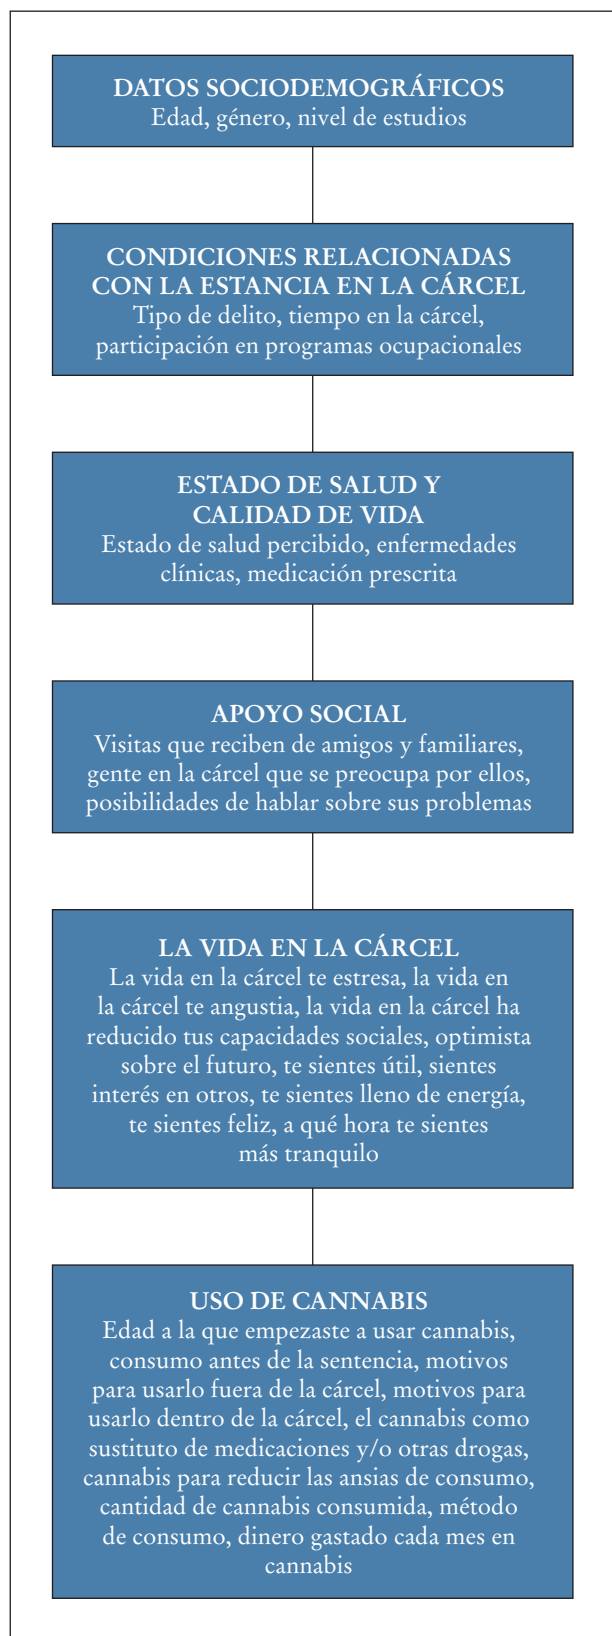 DATOS SOCIODEMOGRÁFICOS
Edad, género, nivel de estudios
CONDICIONES RELACIONADAS
CON LA ESTANCIA EN LA CÁRCEL
Tipo de delito, tiempo en la cárcel,
participación en programas ocupacionales
ESTADO DE SALUD Y
CALIDAD DE VIDA
Estado de salud percibido, enfermedades
clínicas, medicación prescrita
APOYO SOCIAL
Visitas que reciben de amigos y familiares,
gente en la cárcel que se preocupa por ellos,
posibilidades de hablar sobre sus problemas
LA VIDA EN LA CÁRCEL
La vida en la cárcel te estresa, la vida en
la cárcel te angustia, la vida en la cárcel ha
reducido tus capacidades sociales, optimista
sobre el futuro, te sientes útil, sientes
interés en otros, te sientes lleno de energía,
te sientes feliz, a qué hora te sientes
más tranquilo
USO DE CANNABIS
Edad a la que empezaste a usar cannabis,
consumo antes de la sentencia, motivos
para usarlo fuera de la cárcel, motivos para
usarlo dentro de la cárcel, el cannabis como
sustituto de medicaciones y/o otras drogas,
cannabis para reducir las ansias de consumo,
cantidad de cannabis consumida, método
de consumo, dinero gastado cada mes en
cannabis